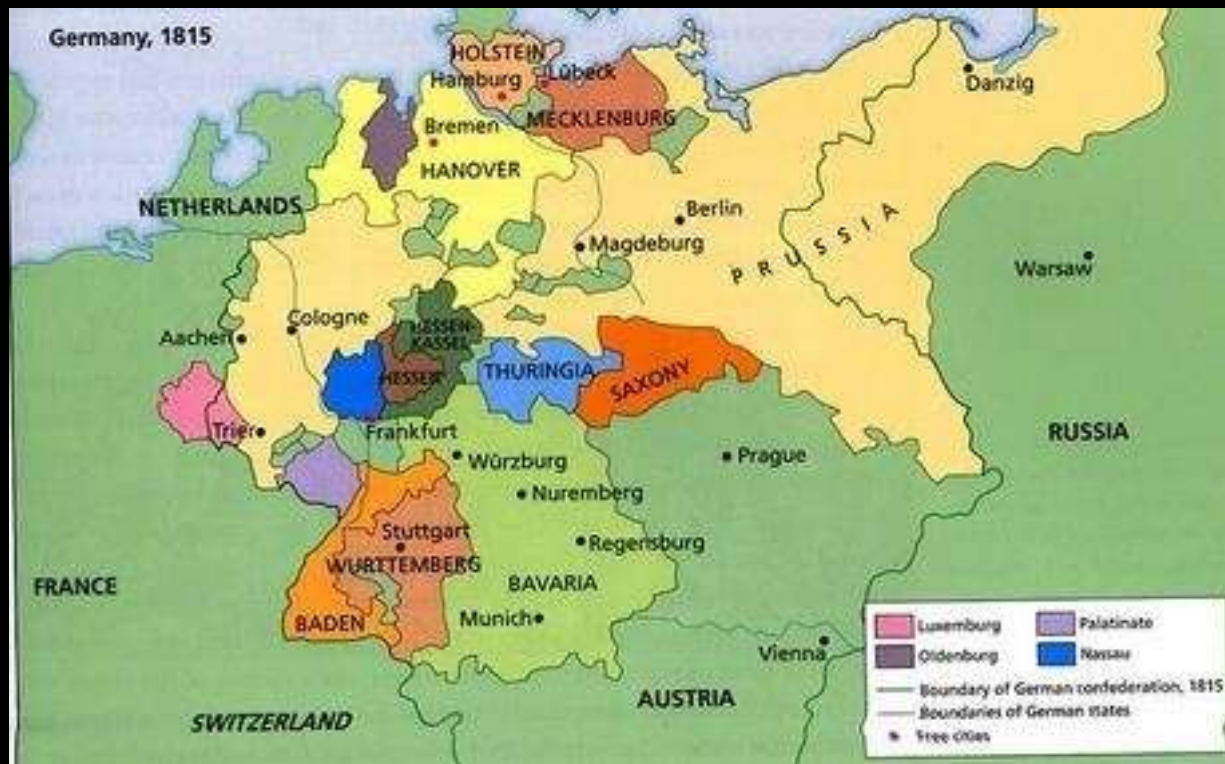 Germany, 1815
HOLSTEIN
Hamburg
Lübeck
Danzig
MECKLENBURG
Bremen
HANOVER
NETHERLANDS
Berlin
Magdeburg
PRUSSIA
Warsaw
Cologne
Aachen
HESSEN-
KASSEL
HESSEN
THURINGIA
SAXONY
Trier
Frankfurt
RUSSIA
Würzburg
Prague
Nuremberg
Stuttgart
Regensburg
WURTTEMBERG
FRANCE
BAVARIA
BADEN
Munich
Vienna
AUSTRIA
SWITZERLAND
Luxemburg
Palatinate
Oldenburg
Nassau
Boundary of German confederation, 1815
Boundaries of German states
Free cities